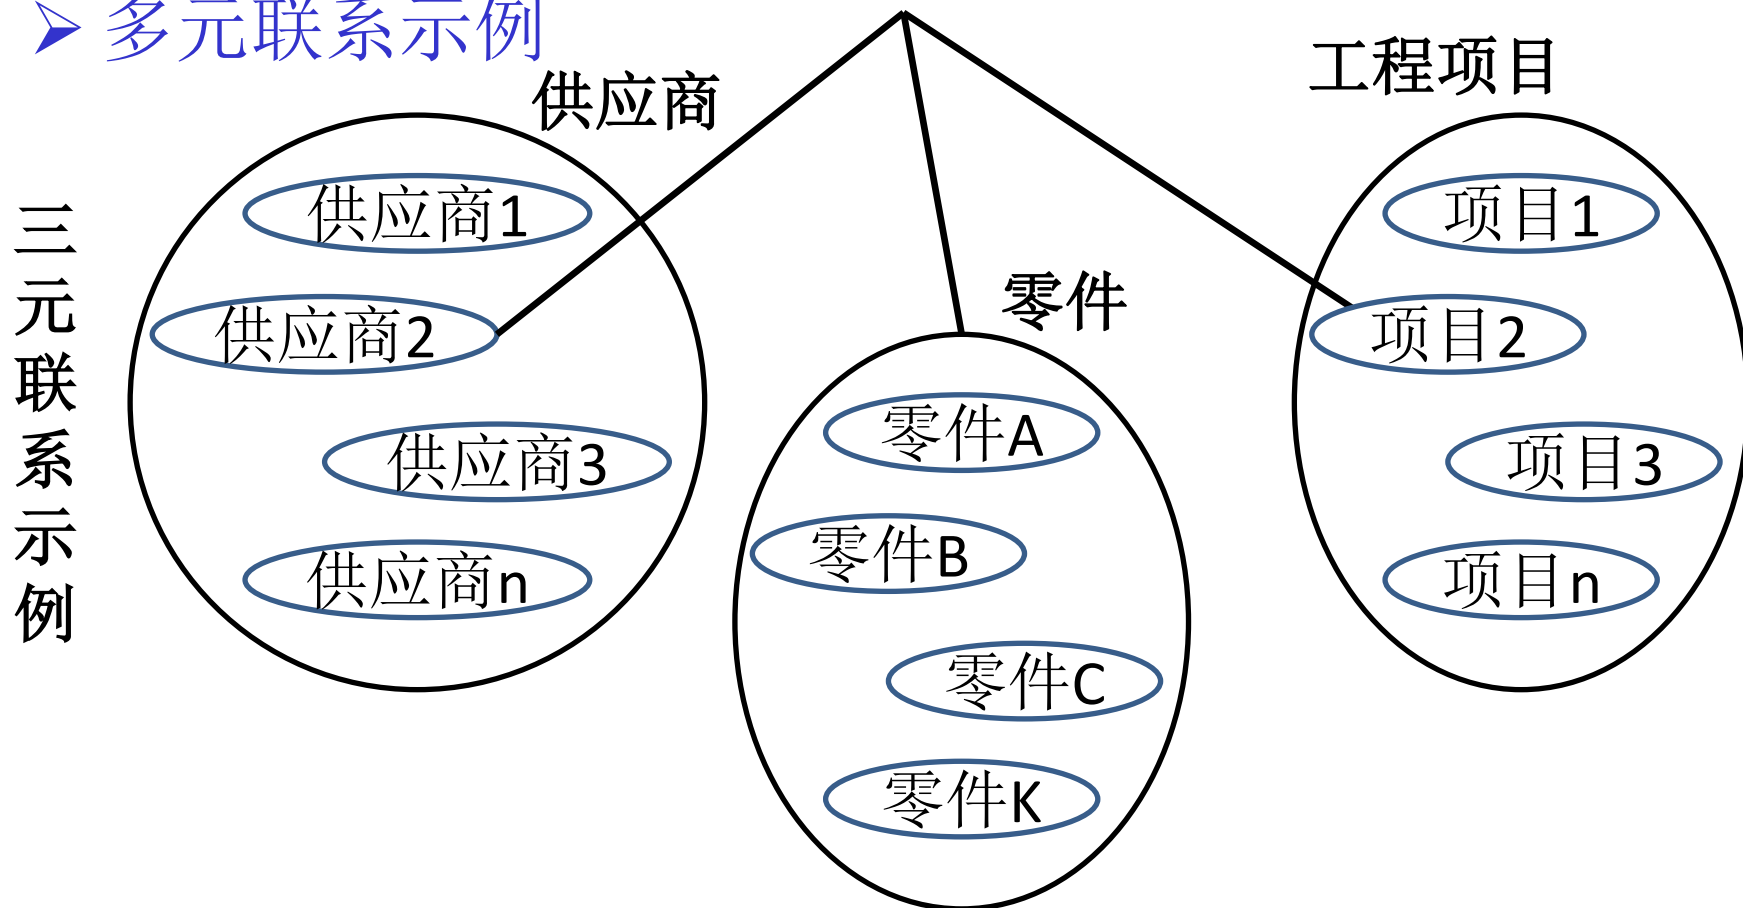 多元联系示例
供应商
工程项目
三元联系示例
供应商1
供应商2
供应商3
供应商n
零件
零件A
零件B
零件C
零件K
项目1
项目2
项目3
项目n